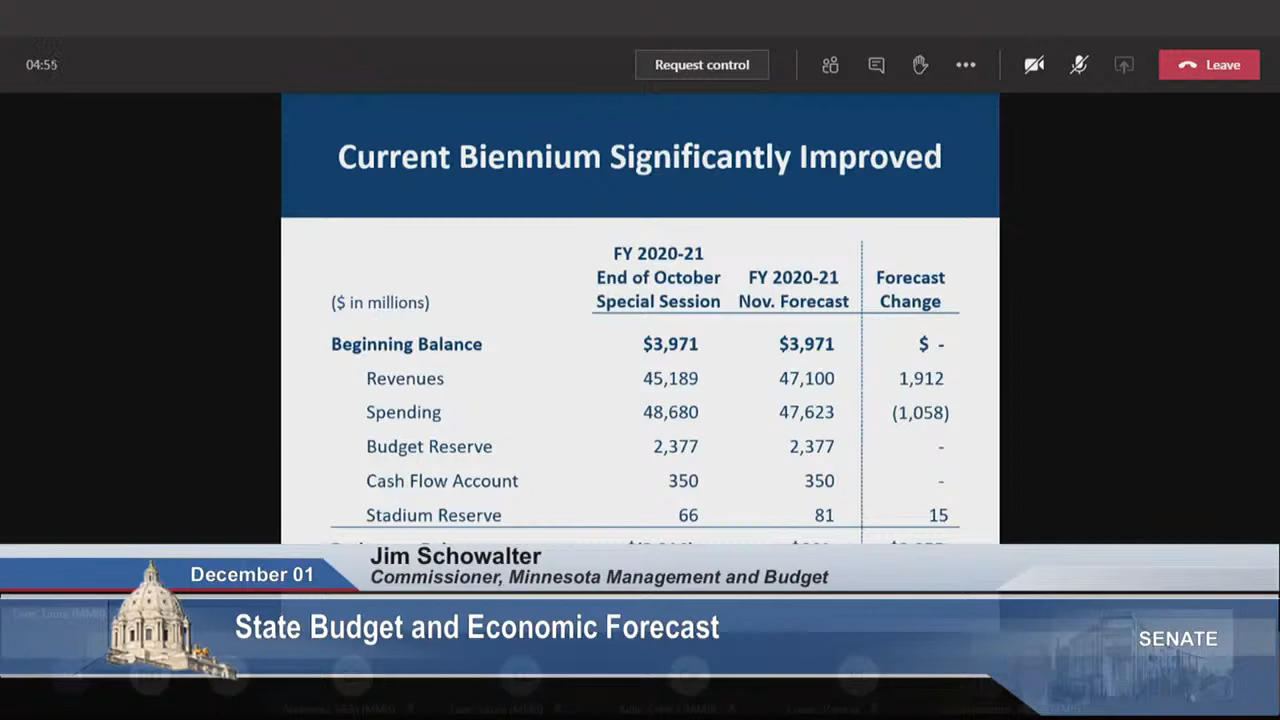 04:55
Request control
Leave
Current Biennium Significantly Improved
($ in millions)
FY 2020-21
End of October
Special Session
FY 2020-21
Nov. Forecast
Forecast
Change
Beginning Balance $3,971 $3,971 $ -
Revenues 45,189 47,100 1,912
Spending 48,680 47,623 (1,058)
Budget Reserve 2,377 2,377 -
Cash Flow Account 350 350 -
Stadium Reserve 66 81 15
December 01
Jim Schowalter
Commissioner, Minnesota Management and Budget
State Budget and Economic Forecast
SENATE